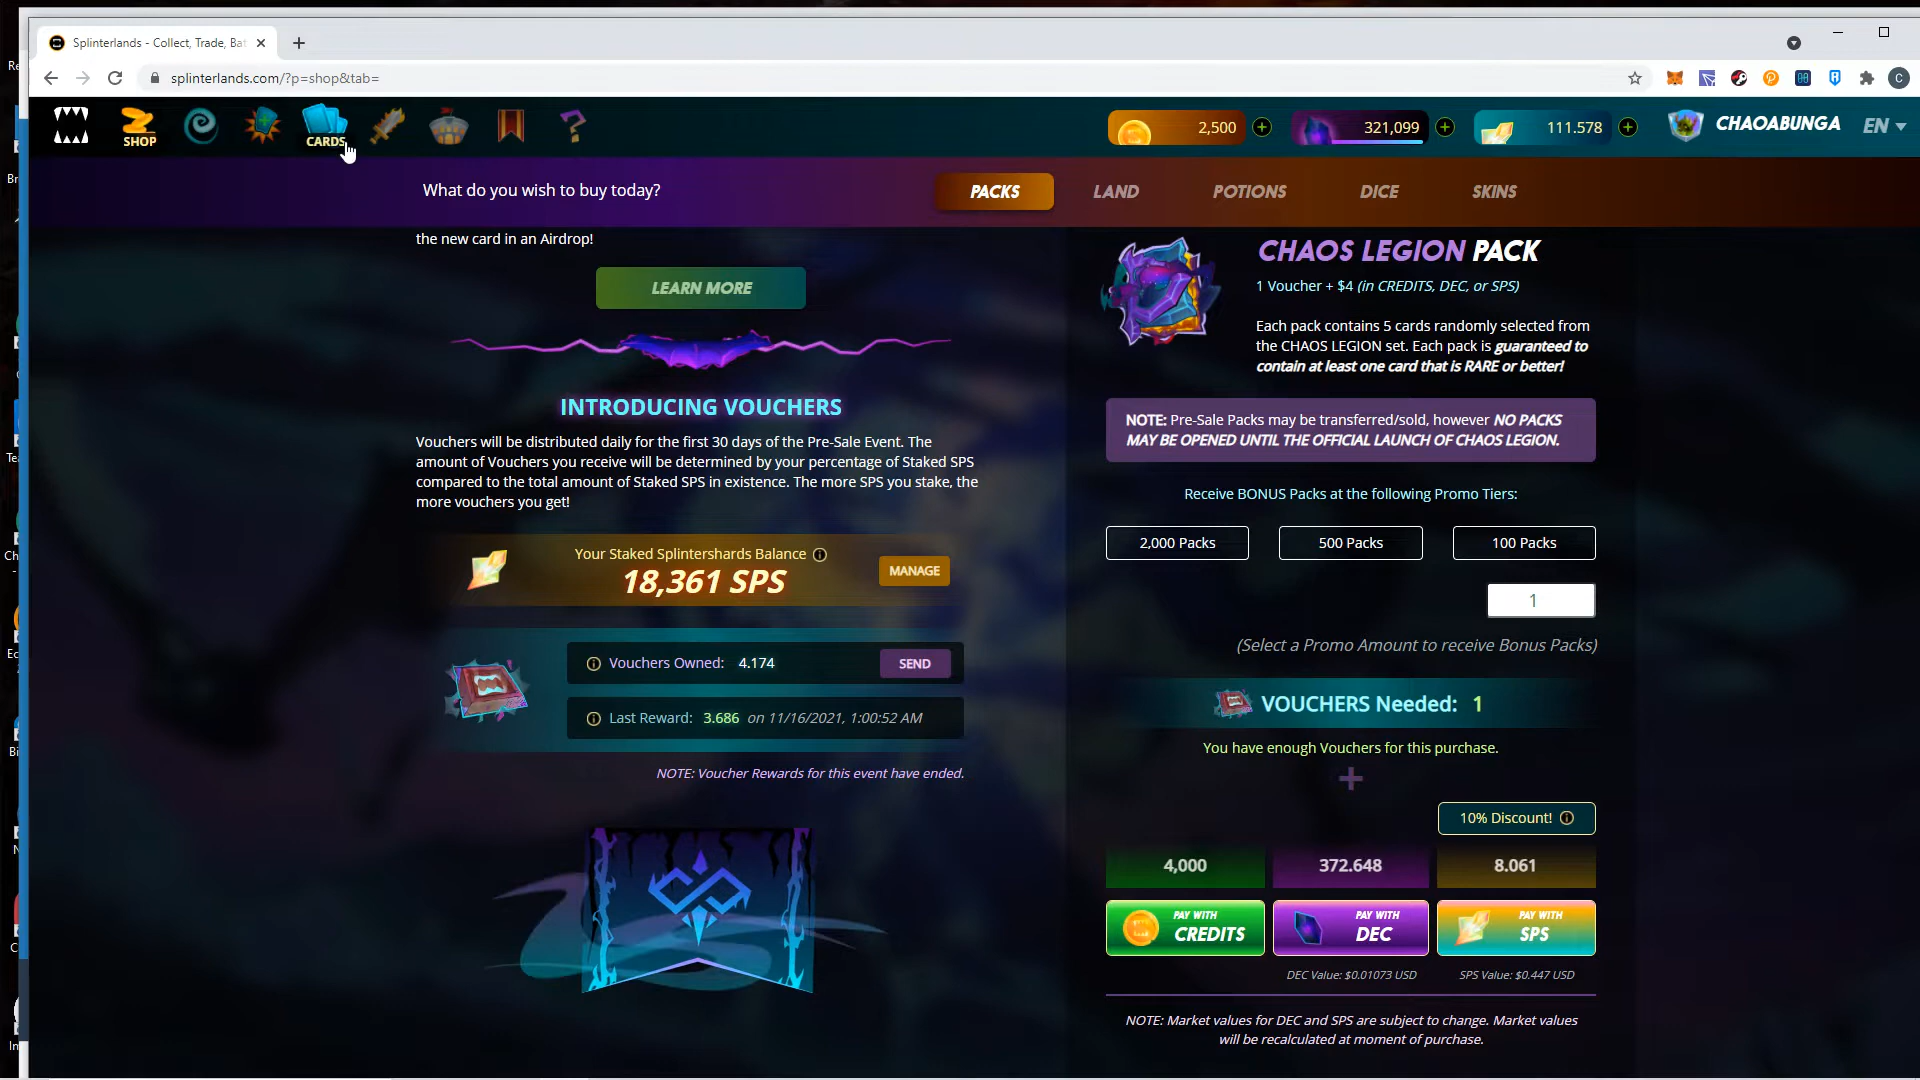 Splinterlands - Collect, Trade, Bat
splinterlands.com/?p=shop&tab=
C
SHOP
CARDS
2,500
321,099
111.578
CHAOABUNGA
EN
What do you wish to buy today?
PACKS
LAND
POTIONS
DICE
SKINS
the new card in an Airdrop!
LEARN MORE
INTRODUCING VOUCHERS
Vouchers will be distributed daily for the first 30 days of the Pre-Sale Event. The
amount of Vouchers you receive will be determined by your percentage of Staked SPS
compared to the total amount of Staked SPS in existence. The more SPS you stake, the
more vouchers you get!
Your Staked Splintershards Balance
18,361 SPS
MANAGE
Vouchers Owned: 4.174
SEND
Last Reward: 3.686 on 11/16/2021, 1:00:52 AM
NOTE: Voucher Rewards for this event have ended.
CHAOS LEGION PACK
1 Voucher + $4 (in CREDITS, DEC, or SPS)
Each pack contains 5 cards randomly selected from
the CHAOS LEGION set. Each pack is guaranteed to
contain at least one card that is RARE or better!
NOTE: Pre-Sale Packs may be transferred/sold, however NO PACKS
MAY BE OPENED UNTIL THE OFFICIAL LAUNCH OF CHAOS LEGION.
Receive BONUS Packs at the following Promo Tiers:
2,000 Packs
500 Packs
100 Packs
1
(Select a Promo Amount to receive Bonus Packs)
VOUCHERS Needed: 1
You have enough Vouchers for this purchase.
+
10% Discount!
4,000
372.648
8.061
PAY WITH
CREDITS
PAY WITH
DEC
PAY WITH
SPS
DEC Value: $0.01073 USD
SPS Value: $0.447 USD
NOTE: Market values for DEC and SPS are subject to change. Market values
will be recalculated at moment of purchase.